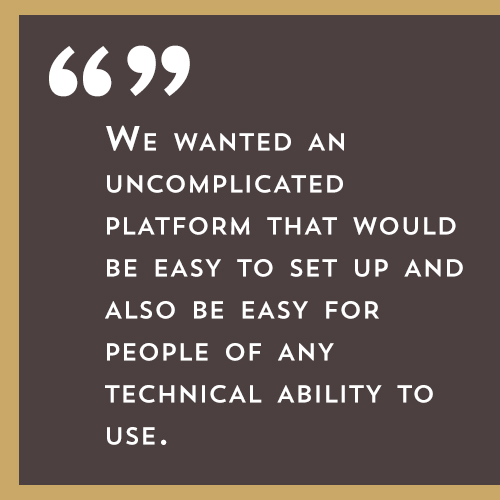 “ ”
We wanted an
uncomplicated
platform that would
be easy to set up and
also be easy for
people of any
technical ability to
use.